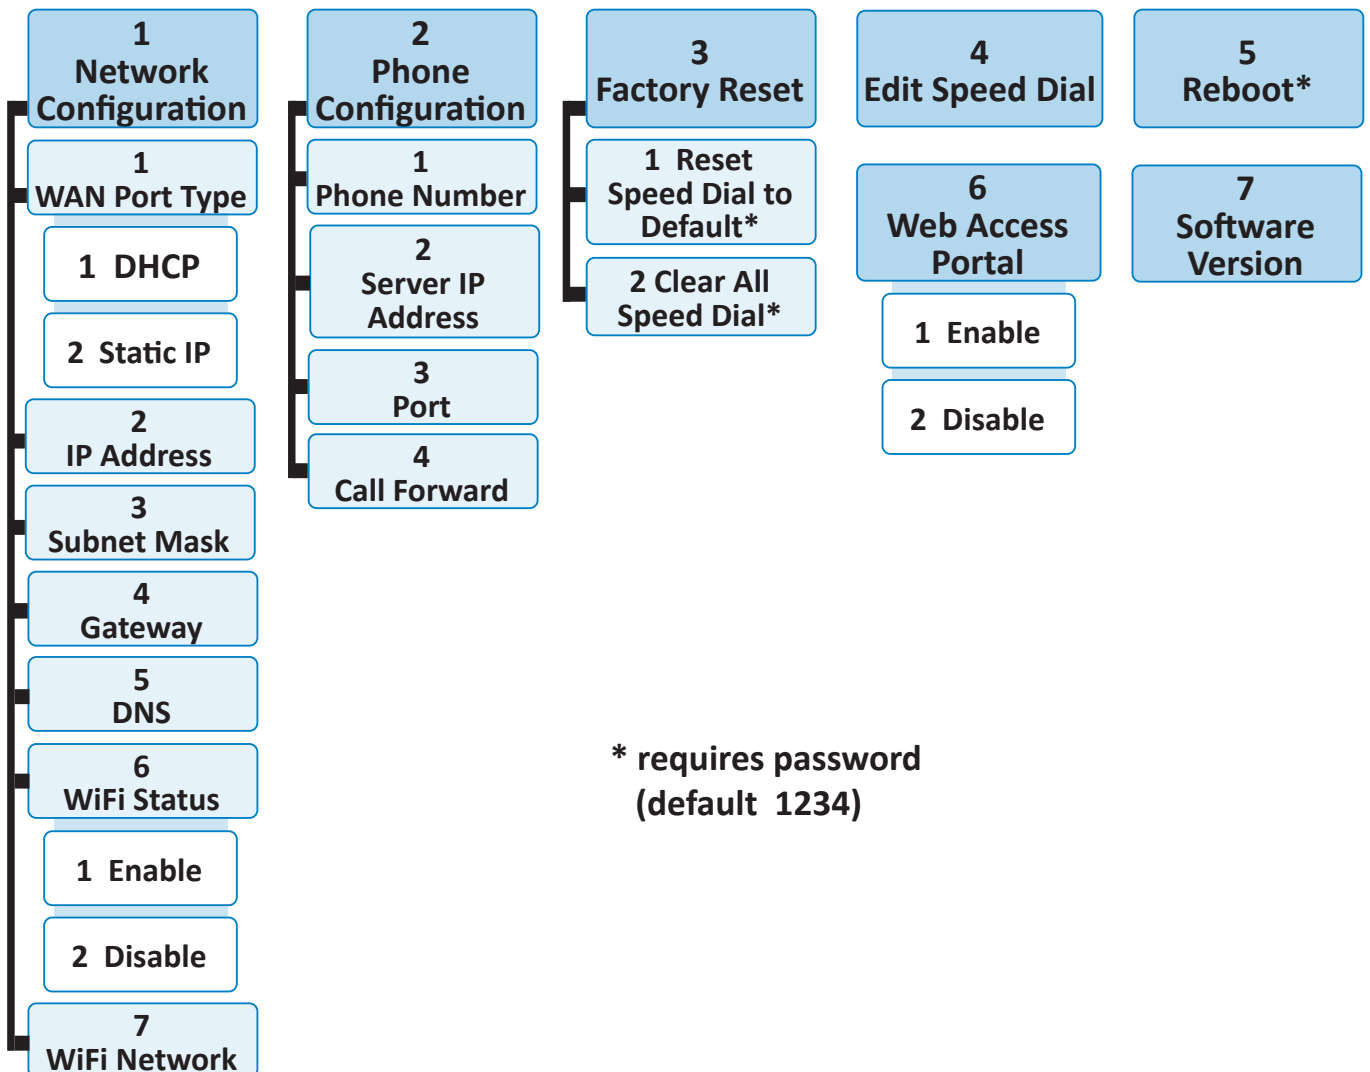 1
Network
Configuration
1
WAN Port Type
1 DHCP
2 Static IP
2
IP Address
3
Subnet Mask
4
Gateway
5
DNS
6
WiFi Status
1 Enable
2 Disable
7
WiFi Network
2
Phone
Configuration
1
Phone Number
2
Server IP
Address
3
Port
4
Call Forward
3
Factory Reset
1 Reset
Speed Dial to
Default*
2 Clear All
Speed Dial*
4
Edit Speed Dial
5
Reboot*
6
Web Access
Portal
1 Enable
2 Disable
7
Software
Version
* requires password
(default 1234)